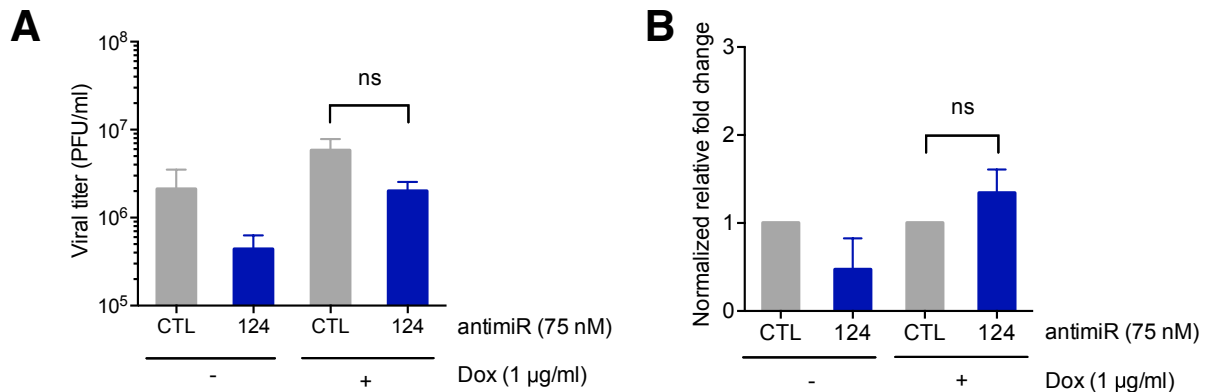 A
Viral titer (PFU/ml)
10⁸
10⁷
10⁶
10⁵
ns
CTL 124 CTL 124 antimiR (75 nM)
- + Dox (1 µg/ml)
B
Normalized relative fold change
3
2
1
0
ns
CTL 124 CTL 124 antimiR (75 nM)
- + Dox (1 µg/ml)